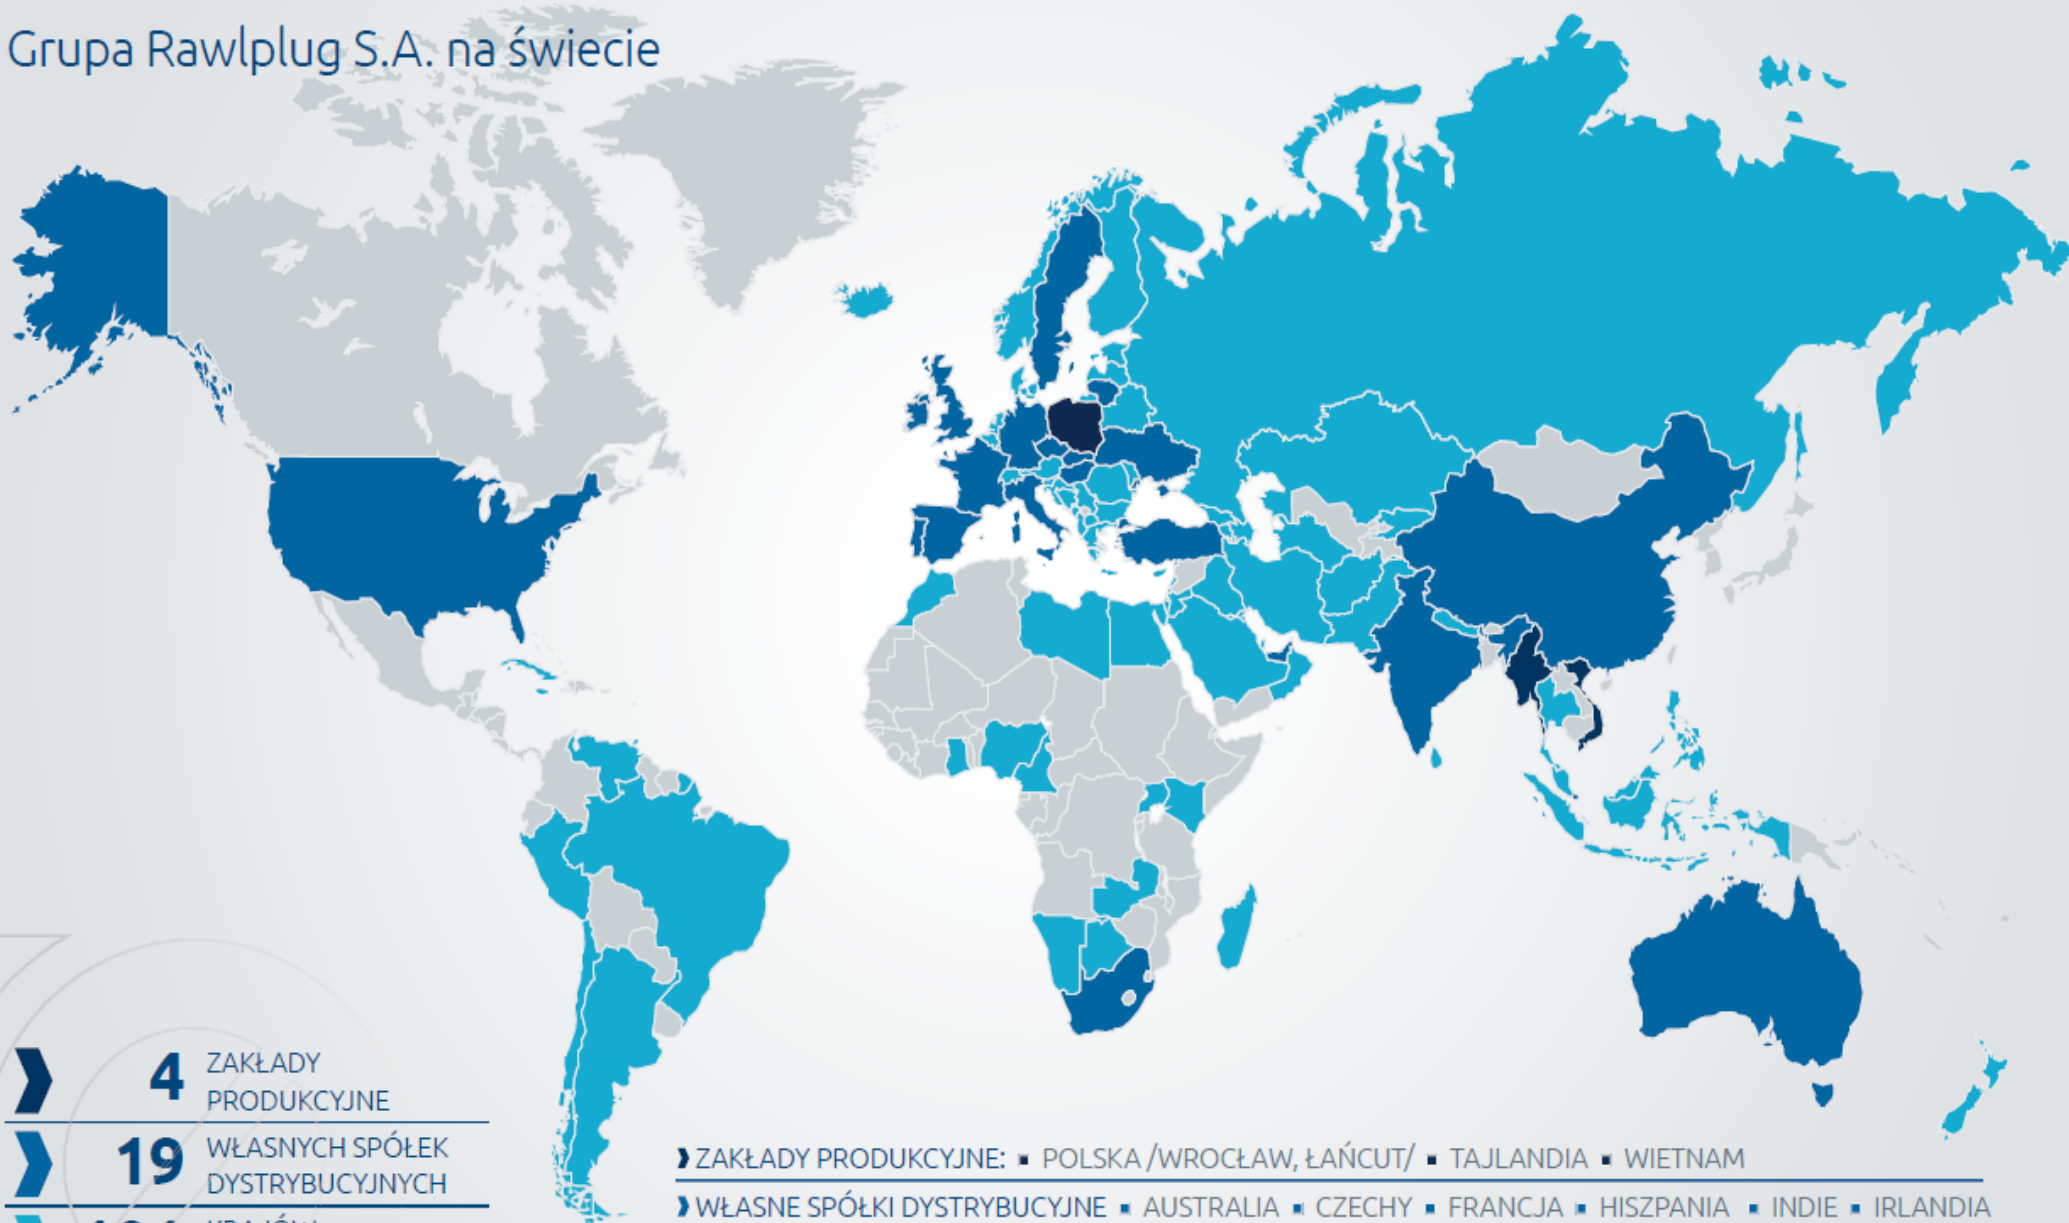 Grupa Rawlplug S.A. na świecie
4 ZAKŁADY
PRODUKCYJNE
19 WŁASNYCH SPÓŁEK
DYSTRYBUCYJNYCH
ZAKŁADY PRODUKCYJNE: ▪ POLSKA /WROCŁAW, ŁAŃCUT/ ▪ TAJLANDIA ▪ WIETNAM
WŁASNE SPÓŁKI DYSTRYBUCYJNE ▪ AUSTRALIA ▪ CZECHY ▪ FRANCJA ▪ HISZPANIA ▪ INDIE ▪ IRLANDIA